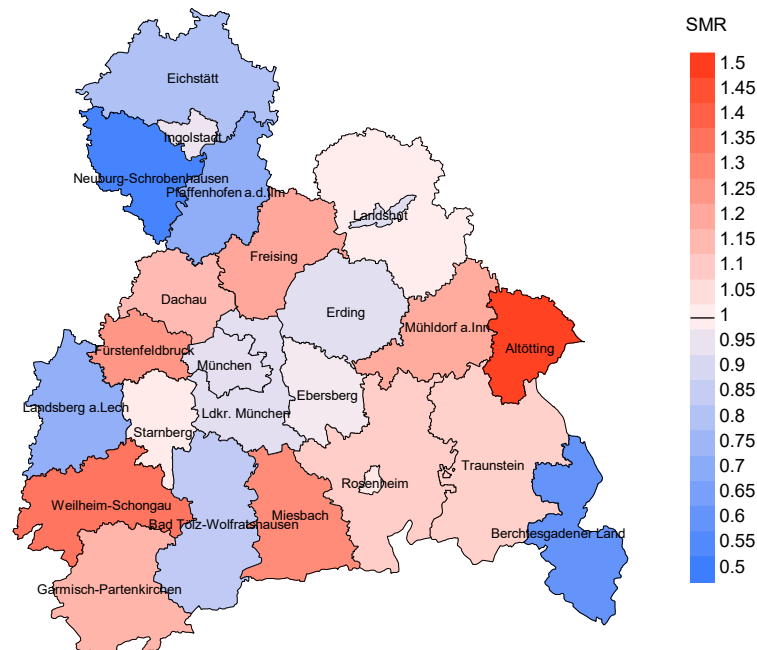 SMR
1.5
1.45
1.4
1.35
1.3
1.25
1.2
1.15
1.1
1.05
1
0.95
0.9
0.85
0.8
0.75
0.7
0.65
0.6
0.55
0.5
Eichstätt
Ingolstadt
Neuburg-Schrobenhausen
Pfaffenhofen a.d.Ilm
Landshut
Freising
Dachau
Erding
Mühldorf a.Inn
Fürstenfeldbruck
Altötting
München
Ebersberg
Landsberg a.Lech
Ldkr. München
Starnberg
Traunstein
Rosenheim
Weilheim-Schongau
Miesbach
Bad Tölz-Wolfratshausen
Berchtesgadener Land
Garmisch-Partenkirchen